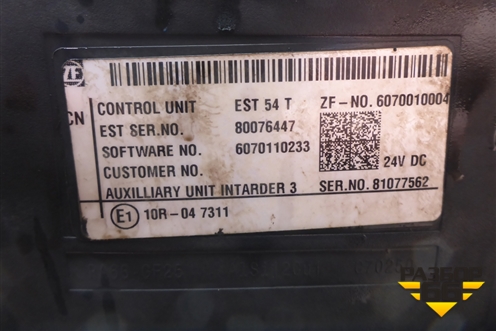 ZF
CN
CONTROL UNIT EST 54 T ZF-NO. 6070010004
EST SER.NO. 80076447
SOFTWARE NO. 6070110233
CUSTOMER NO. 24V DC
AUXILLIARY UNIT INTARDER 3 SER.NO. 81077562
E1 10R-04 7311